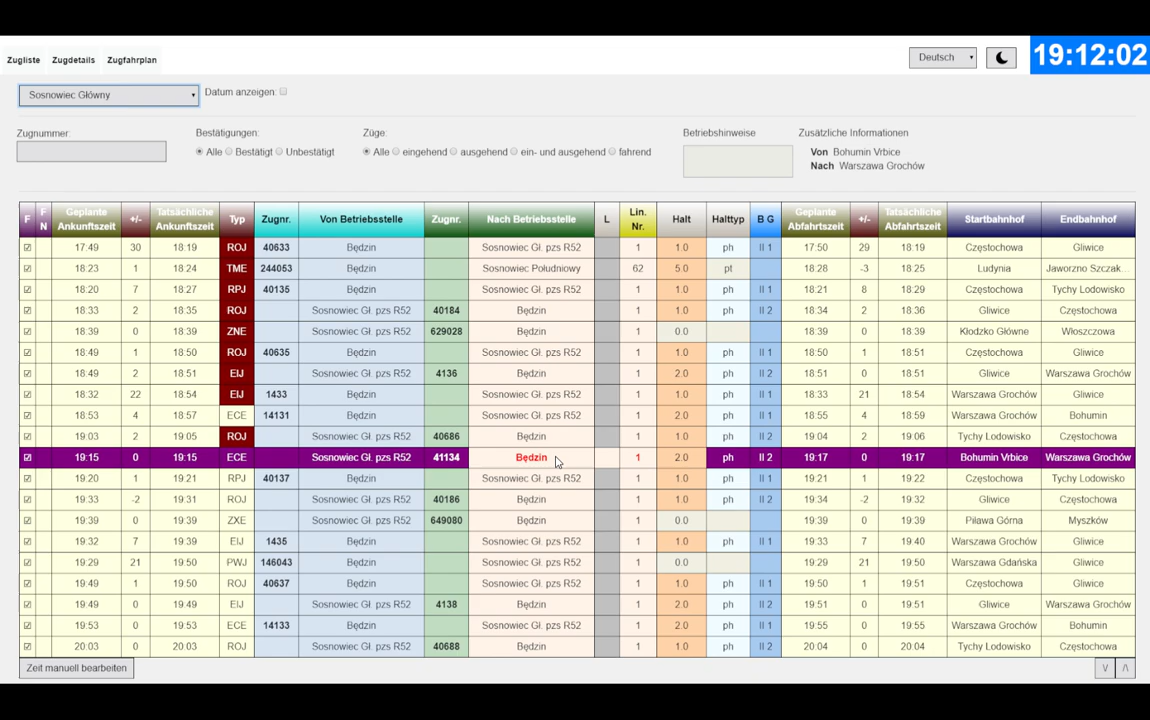 Zugliste Zugdetails Zugfahrplan Deutsch 19:12:02
Sosnowiec Główny Datum anzeigen:
Zugnummer: Bestätigungen: Züge: Betriebshinweise Zusätzliche Informationen
Alle Bestätigt Unbestätigt Alle eingehend ausgehend ein- und ausgehend fahrend Von Bohumin Vrbice
Nach Warszawa Grochów
F F N Geplante Ankunftszeit +/- Tatsächliche Ankunftszeit Typ Zugnr. Von Betriebsstelle Zugnr. Nach Betriebsstelle L Lin. Nr. Halt Halttyp B G Geplante Abfahrtszeit +/- Tatsächliche Abfahrtszeit Startbahnhof Endbahnhof
17:49 30 18:19 ROJ 40633 Będzin Sosnowiec Gł. pzs R52 1 1.0 ph II 1 17:50 29 18:19 Częstochowa Gliwice
18:23 1 18:24 TME 244053 Będzin Sosnowiec Południowy 62 5.0 pt 18:28 -3 18:25 Ludynia Jaworzno Szczak...
18:20 7 18:27 RPJ 40135 Będzin Sosnowiec Gł. pzs R52 1 1.0 ph II 1 18:21 8 18:29 Częstochowa Tychy Lodowisko
18:33 2 18:35 ROJ Sosnowiec Gł. pzs R52 40184 Będzin 1 1.0 ph II 2 18:34 2 18:36 Gliwice Częstochowa
18:39 0 18:39 ZNE Sosnowiec Gł. pzs R52 629028 Będzin 1 0.0 18:39 0 18:39 Kłodzko Główne Włoszczowa
18:49 1 18:50 ROJ 40635 Będzin Sosnowiec Gł. pzs R52 1 1.0 ph II 1 18:50 1 18:51 Częstochowa Gliwice
18:49 2 18:51 EIJ Sosnowiec Gł. pzs R52 4136 Będzin 1 2.0 ph II 2 18:51 0 18:51 Gliwice Warszawa Grochów
18:32 22 18:54 EIJ 1433 Będzin Sosnowiec Gł. pzs R52 1 1.0 ph II 1 18:33 21 18:54 Warszawa Grochów Gliwice
18:53 4 18:57 ECE 14131 Będzin Sosnowiec Gł. pzs R52 1 2.0 ph II 1 18:55 4 18:59 Warszawa Grochów Bohumin
19:03 2 19:05 ROJ Sosnowiec Gł. pzs R52 40686 Będzin 1 1.0 ph II 2 19:04 2 19:06 Tychy Lodowisko Częstochowa
19:15 0 19:15 ECE Sosnowiec Gł. pzs R52 41134 Będzin 1 2.0 ph II 2 19:17 0 19:17 Bohumin Vrbice Warszawa Grochów
19:20 1 19:21 RPJ 40137 Będzin Sosnowiec Gł. pzs R52 1 1.0 ph II 1 19:21 1 19:22 Częstochowa Tychy Lodowisko
19:33 -2 19:31 ROJ Sosnowiec Gł. pzs R52 40186 Będzin 1 1.0 ph II 2 19:34 -2 19:32 Gliwice Częstochowa
19:39 0 19:39 ZXE Sosnowiec Gł. pzs R52 649080 Będzin 1 0.0 19:39 0 19:39 Piława Górna Myszków
19:32 7 19:39 EIJ 1435 Będzin Sosnowiec Gł. pzs R52 1 1.0 ph II 1 19:33 7 19:40 Warszawa Grochów Gliwice
19:29 21 19:50 PWJ 146043 Będzin Sosnowiec Gł. pzs R52 1 0.0 19:29 21 19:50 Warszawa Gdańska Gliwice
19:49 1 19:50 ROJ 40637 Będzin Sosnowiec Gł. pzs R52 1 1.0 ph II 1 19:50 1 19:51 Częstochowa Gliwice
19:49 0 19:49 EIJ Sosnowiec Gł. pzs R52 4138 Będzin 1 2.0 ph II 2 19:51 0 19:51 Gliwice Warszawa Grochów
19:53 0 19:53 ECE 14133 Będzin Sosnowiec Gł. pzs R52 1 2.0 ph II 1 19:55 0 19:55 Warszawa Grochów Bohumin
20:03 0 20:03 ROJ Sosnowiec Gł. pzs R52 40688 Będzin 1 1.0 ph II 2 20:04 0 20:04 Tychy Lodowisko Częstochowa
Zeit manuell bearbeiten \/ /\